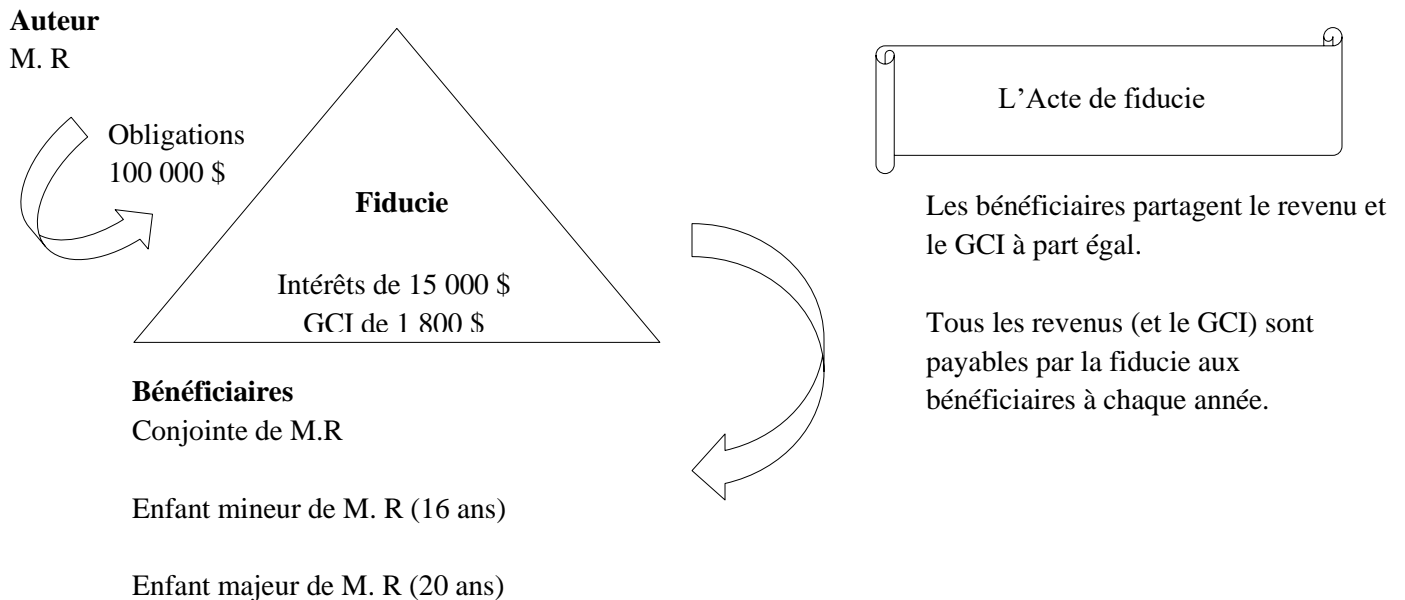 Auteur
M. R
Obligations
100 000 $
Fiducie
Intérêts de 15 000 $
GCI de 1 800 $
Bénéficiaires
Conjointe de M.R
Enfant mineur de M. R (16 ans)
Enfant majeur de M. R (20 ans)
L’Acte de fiducie
Les bénéficiaires partagent le revenu et
le GCI à part égal.
Tous les revenus (et le GCI) sont
payables par la fiducie aux
bénéficiaires à chaque année.